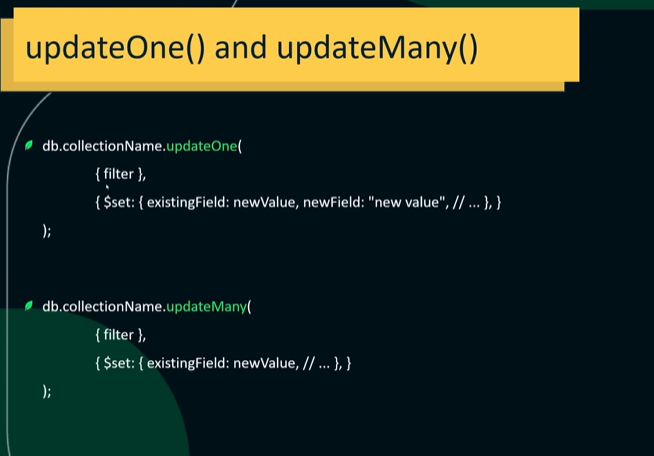 updateOne() and updateMany()
db.collectionName.updateOne(
{ filter },
{ $set: { existingField: newValue, newField: "new value", // ... }, }
);
db.collectionName.updateMany(
{ filter },
{ $set: { existingField: newValue, // ... }, }
);